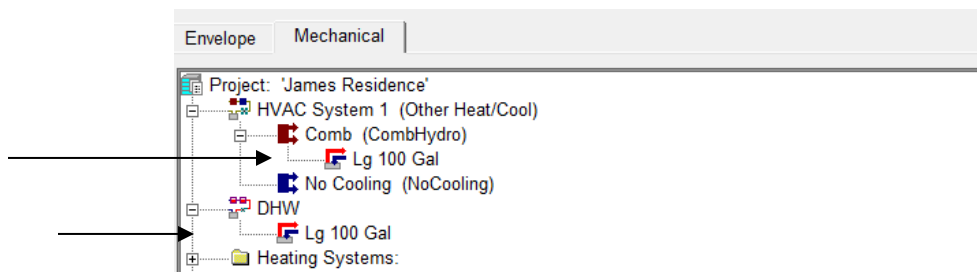 Envelope Mechanical
Project: 'James Residence'
HVAC System 1 (Other Heat/Cool)
Comb (CombHydro)
Lg 100 Gal
No Cooling (NoCooling)
DHW
Lg 100 Gal
Heating Systems: